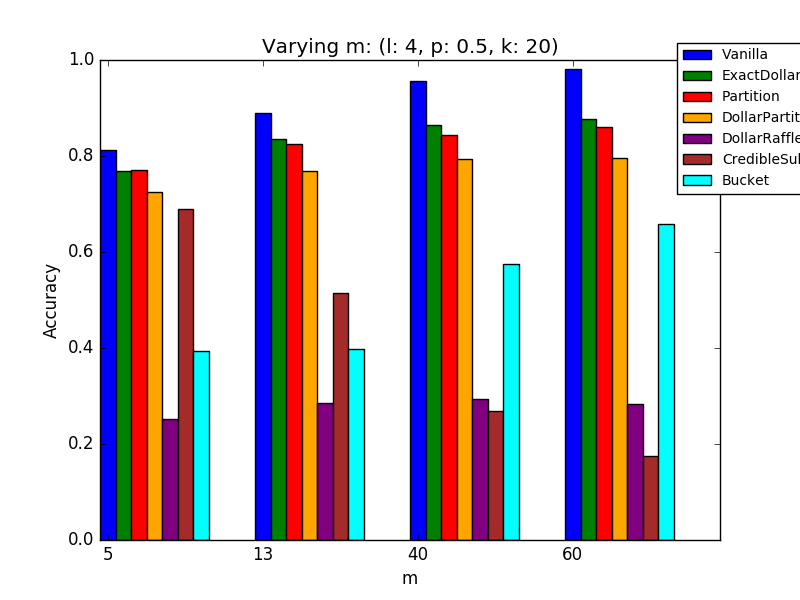 Varying m: (l: 4, p: 0.5, k: 20)
Vanilla
ExactDollar
Partition
DollarPartit
DollarRaffle
CredibleSu
Bucket
1.0
0.8
0.6
0.4
0.2
0.0
Accuracy
5 13 40 60
m